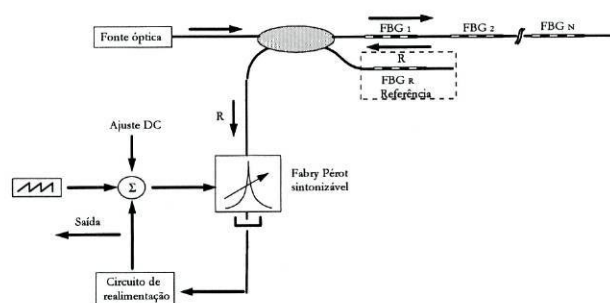 Fonte óptica
FBG 1
FBG 2
FBG N
R
FBG R
Referência
R
Ajuste DC
Σ
Fabry Pérot
sintonizável
Saída
Circuito de
realimentação